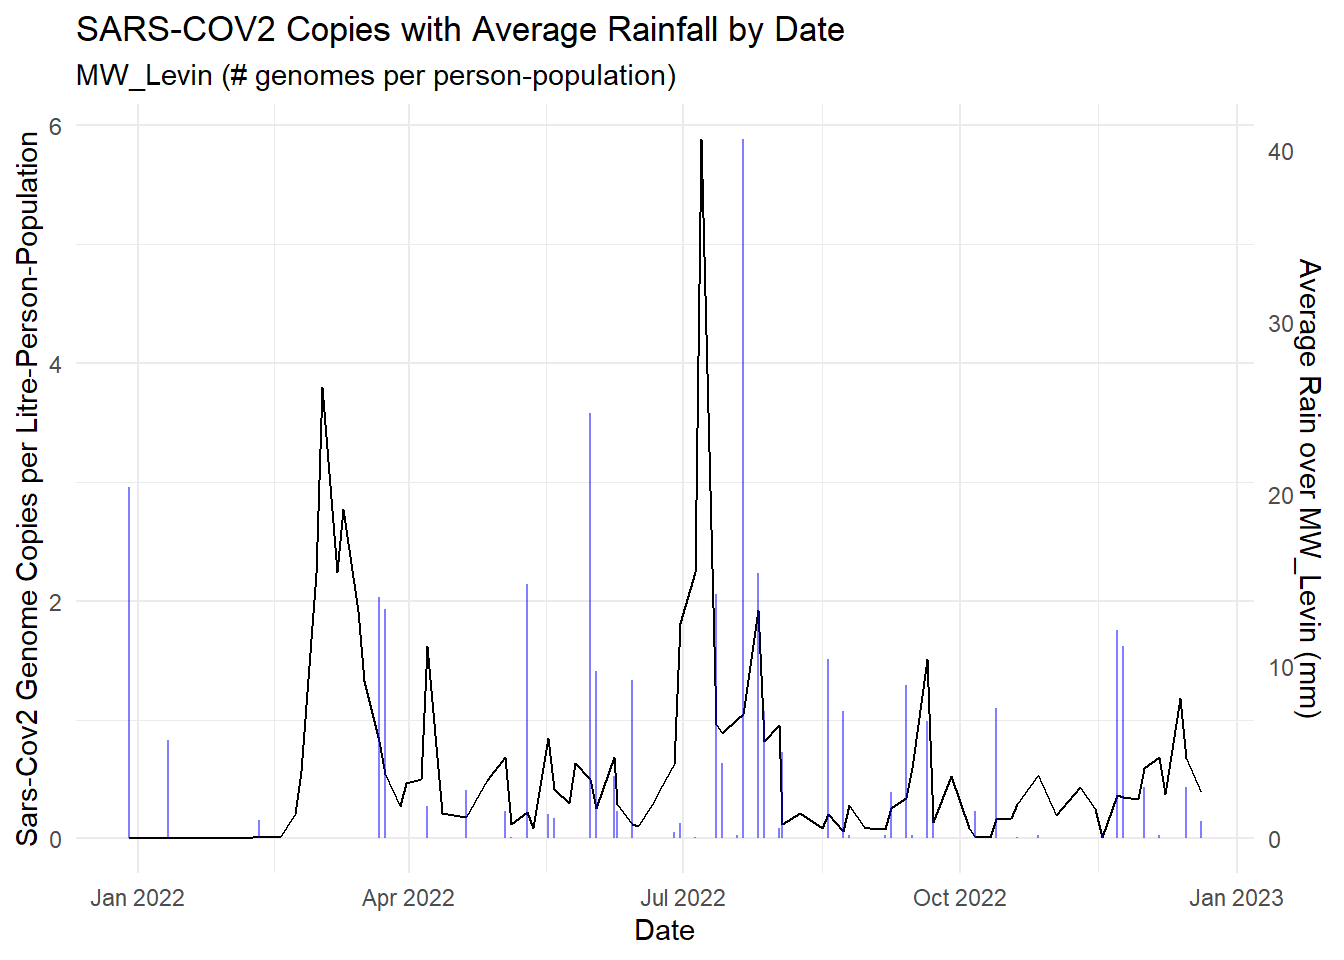 SARS-COV2 Copies with Average Rainfall by Date
MW_Levin (# genomes per person-population)
Sars-Cov2 Genome Copies per Litre-Person-Population
6
4
2
0
40
30
20
10
0
Average Rain over MW_Levin (mm)
Jan 2022
Apr 2022
Jul 2022
Oct 2022
Jan 2023
Date